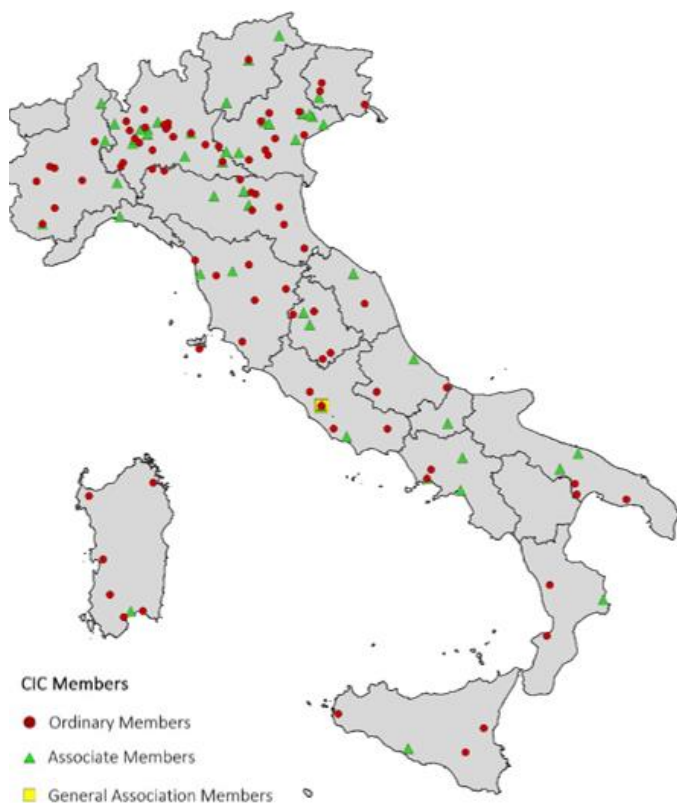 CIC Members
Ordinary Members
Associate Members
General Association Members